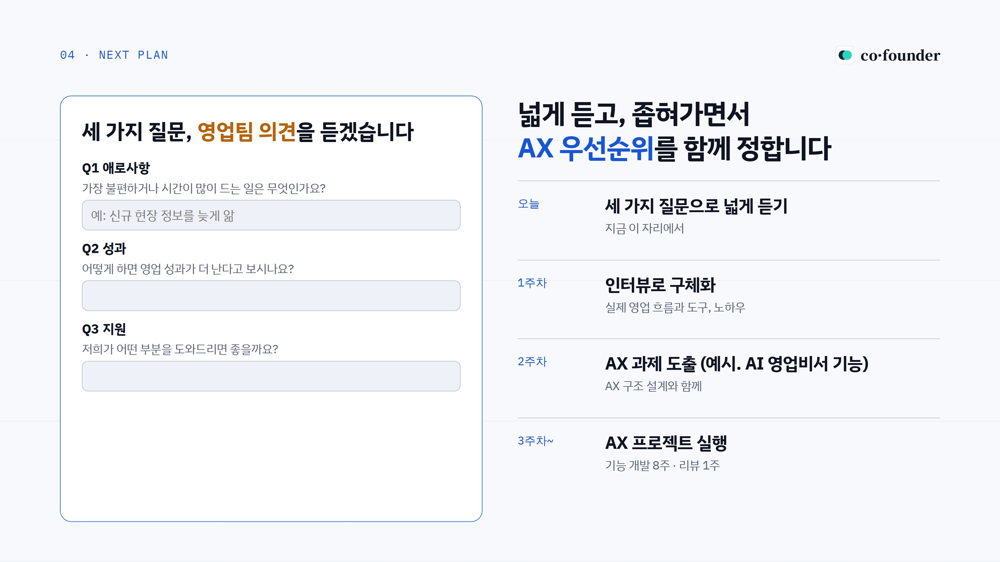 04 · NEXT PLAN
co·founder
세 가지 질문, 영업팀 의견을 듣겠습니다
Q1 애로사항
가장 불편하거나 시간이 많이 드는 일은 무엇인가요?
예: 신규 현장 정보를 늦게 앎
Q2 성과
어떻게 하면 영업 성과가 더 난다고 보시나요?
Q3 지원
저희가 어떤 부분을 도와드리면 좋을까요?
넓게 듣고, 좁혀가면서
AX 우선순위를 함께 정합니다
오늘
세 가지 질문으로 넓게 듣기
지금 이 자리에서
1주차
인터뷰로 구체화
실제 영업 흐름과 도구, 노하우
2주차
AX 과제 도출 (예시. AI 영업비서 기능)
AX 구조 설계와 함께
3주차~
AX 프로젝트 실행
기능 개발 8주 · 리뷰 1주